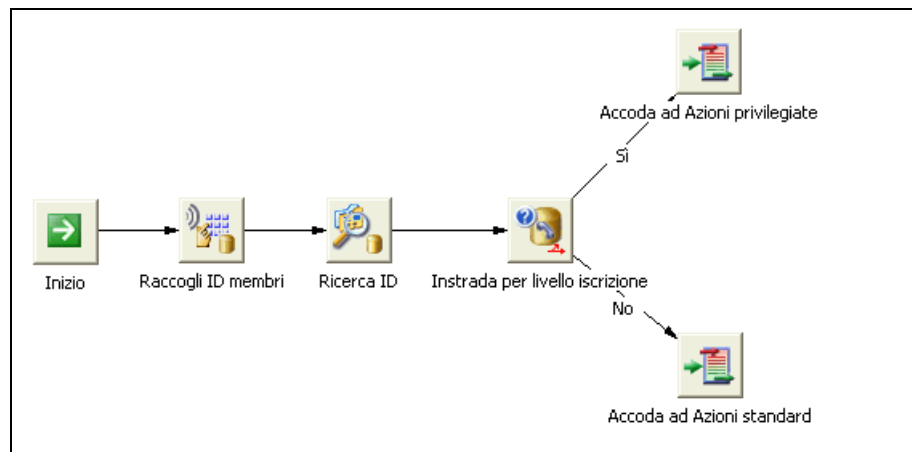 Accoda ad Azioni privilegiate
Sì
Inizio
Raccogli ID membri
Ricerca ID
Instrada per livello iscrizione
No
Accoda ad Azioni standard